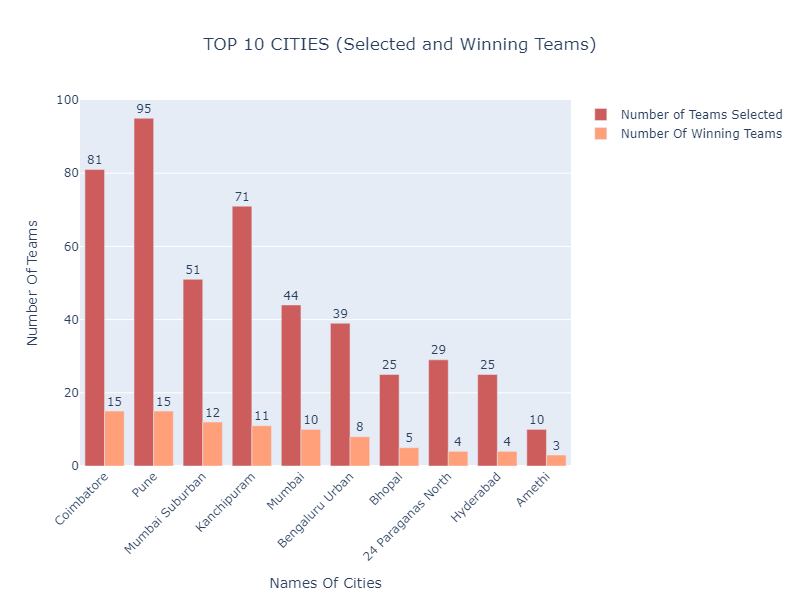 TOP 10 CITIES (Selected and Winning Teams)
Number of Teams Selected
Number Of Winning Teams
Number Of Teams
100
80
60
40
20
0
81
15
95
15
51
12
71
11
44
10
39
8
25
5
29
4
25
4
10
3
Coimbatore
Pune
Mumbai Suburban
Kanchipuram
Mumbai
Bengaluru Urban
Bhopal
24 Paraganas North
Hyderabad
Amethi
Names Of Cities